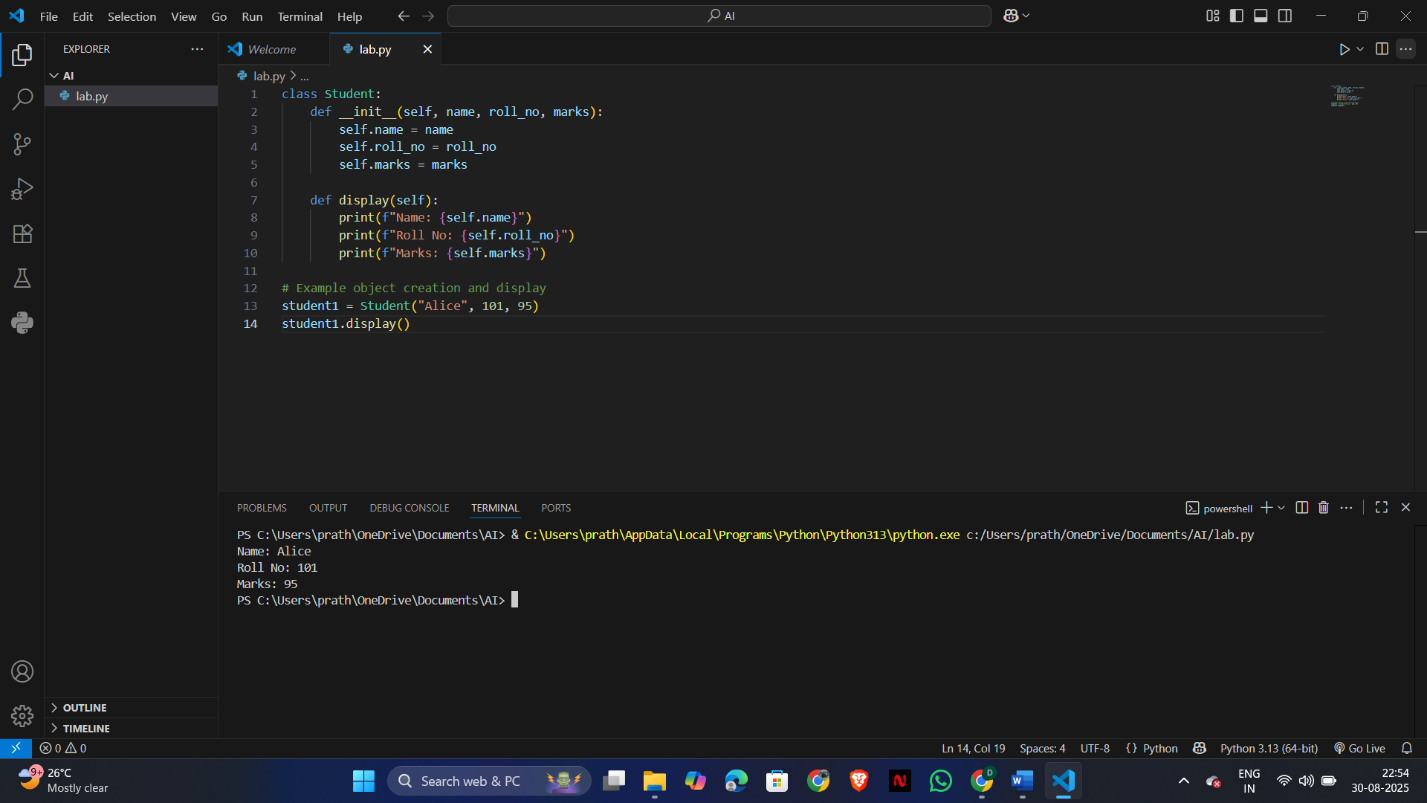 File Edit Selection View Go Run Terminal Help
AI
EXPLORER
AI
lab.py
OUTLINE
TIMELINE
Welcome
lab.py
lab.py > ...
1 class Student:
2     def __init__(self, name, roll_no, marks):
3         self.name = name
4         self.roll_no = roll_no
5         self.marks = marks
6
7     def display(self):
8         print(f"Name: {self.name}")
9         print(f"Roll No: {self.roll_no}")
10         print(f"Marks: {self.marks}")
11
12 # Example object creation and display
13 student1 = Student("Alice", 101, 95)
14 student1.display()
PROBLEMS OUTPUT DEBUG CONSOLE TERMINAL PORTS
powershell
PS C:\Users\prath\OneDrive\Documents\AI> & C:\Users\prath\AppData\Local\Programs\Python\Python313\python.exe c:/Users/prath/OneDrive/Documents/AI/lab.py
Name: Alice
Roll No: 101
Marks: 95
PS C:\Users\prath\OneDrive\Documents\AI>
0 0 Ln 14, Col 19 Spaces: 4 UTF-8 {} Python Python 3.13 (64-bit) Go Live
9+
26°C
Mostly clear
Search web & PC
D
ENG
IN
22:54
30-08-2025